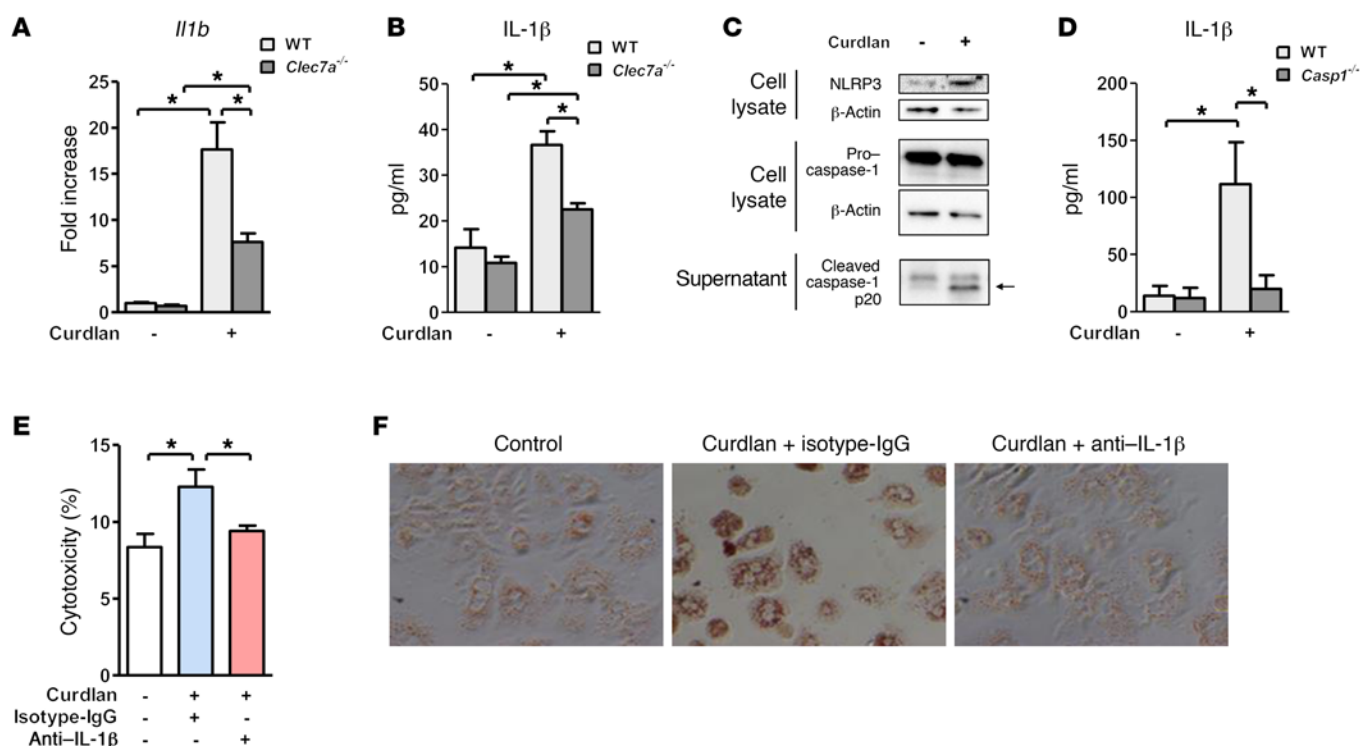 A
Il1b
WT
Clec7a-/-
Fold increase
25
20
15
10
5
0
*
*
*
Curdlan - +
B
IL-1β
WT
Clec7a-/-
pg/ml
50
40
30
20
10
0
*
*
*
Curdlan - +
C
Curdlan - +
Cell
lysate
NLRP3
β-Actin
Cell
lysate
Pro–
caspase-1
β-Actin
Supernatant
Cleaved
caspase-1
p20
D
IL-1β
WT
Casp1-/-
pg/ml
200
150
100
50
0
*
*
Curdlan - +
E
Cytotoxicity (%)
15
10
5
0
*
*
Curdlan - + +
Isotype-IgG - + -
Anti–IL-1β - - +
F
Control
Curdlan + isotype-IgG
Curdlan + anti–IL-1β